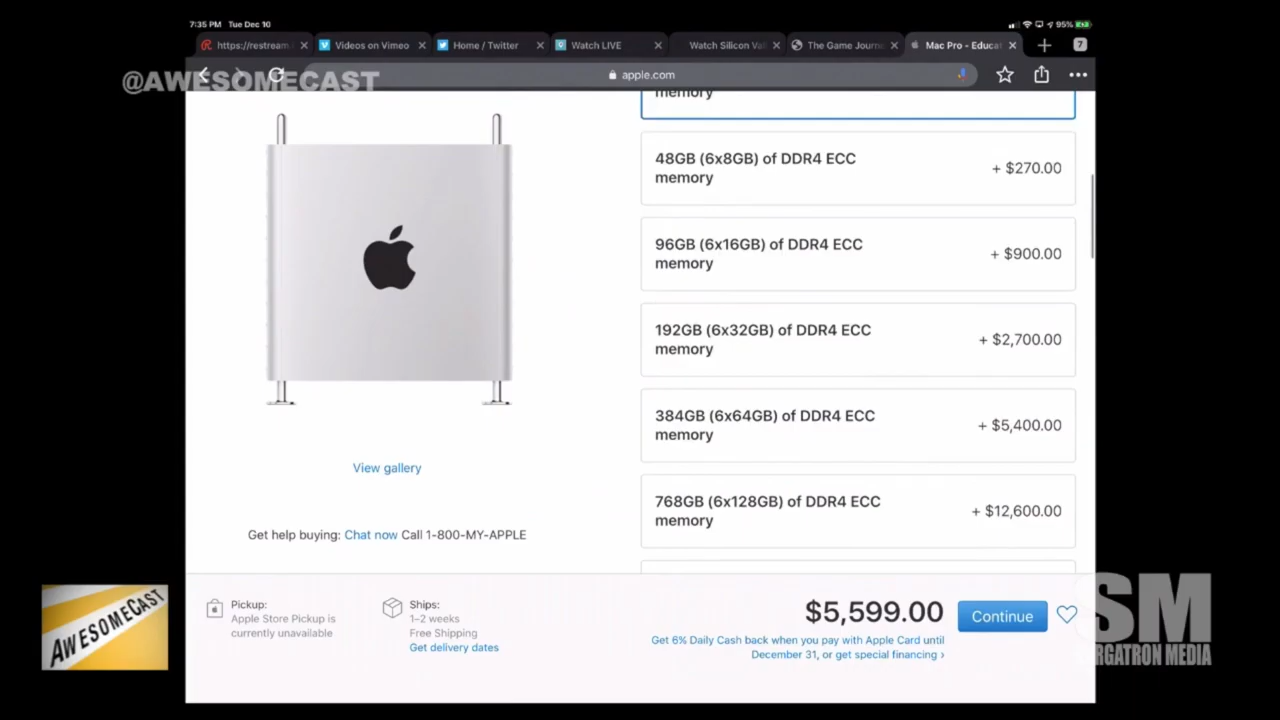 7:35 PM Tue Dec 10
95%
https://restream.
Videos on Vimeo
Home / Twitter
Watch LIVE
Watch Silicon Val
The Game Journ
Mac Pro - Educat
7
@AWESOMECAST
apple.com
memory
48GB (6x8GB) of DDR4 ECC
memory
+ $270.00
96GB (6x16GB) of DDR4 ECC
memory
+ $900.00
192GB (6x32GB) of DDR4 ECC
memory
+ $2,700.00
384GB (6x64GB) of DDR4 ECC
memory
+ $5,400.00
768GB (6x128GB) of DDR4 ECC
memory
+ $12,600.00
View gallery
Get help buying: Chat now Call 1-800-MY-APPLE
Pickup:
Apple Store Pickup is
currently unavailable
Ships:
1–2 weeks
Free Shipping
Get delivery dates
$5,599.00
Continue
Get 6% Daily Cash back when you pay with Apple Card until
December 31, or get special financing ›
AWESOMECAST
SM
RGATRON MEDIA